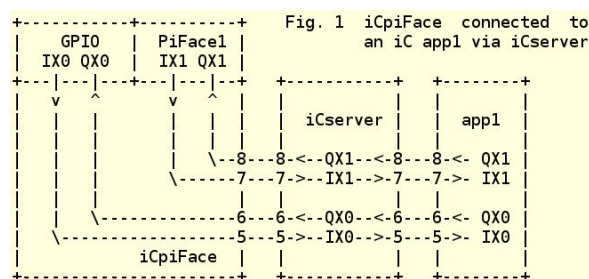 +-----------+----------+    Fig. 1  iCpiFace  connected  to
|    GPIO   |  PiFace1 |            an iC app1 via iCserver
|  IX0 QX0  |  IX1 QX1 |
+---|---|---+---|---|--+   +-----------+   +--------+
|   v   ^       v   ^  |   |           |   |        |
|   |   |       |   |  |   |  iCserver |   |  app1  |
|   |   |       |   |  |   |           |   |        |
|   |   |       |   \--8---8-<--QX1--<-8---8-<- QX1 |
|   |   |       \------7---7->--IX1-->-7---7->- IX1 |
|   |   |              |   |           |   |        |
|   |   \--------------6---6-<--QX0--<-6---6-<- QX0 |
|   \------------------5---5->--IX0-->-5---5->- IX0 |
|            iCpiFace  |   |           |   |        |
+----------------------+   +-----------+   +--------+